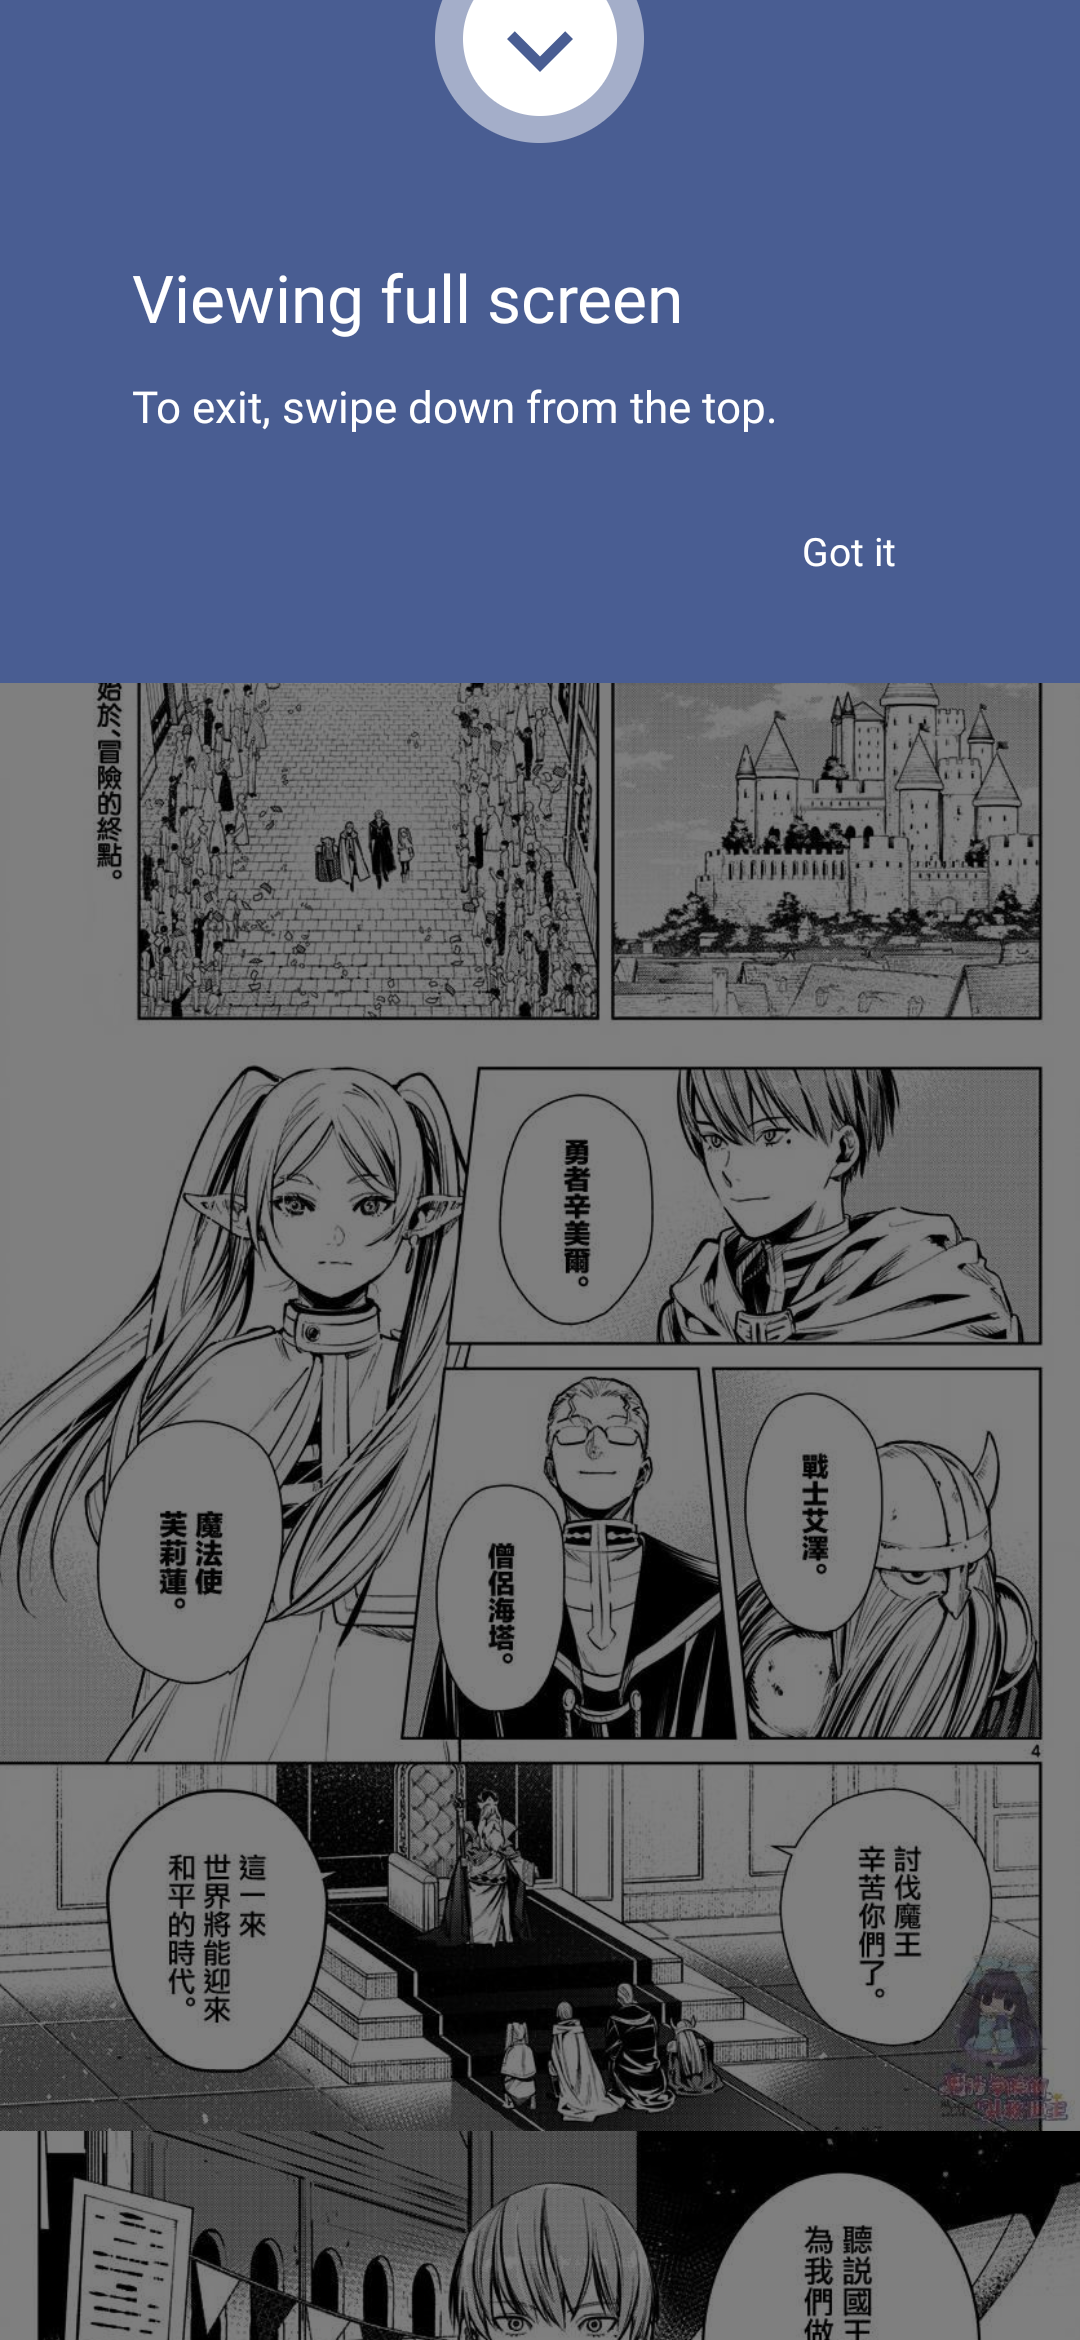 Viewing full screen
To exit, swipe down from the top.
Got it
始於、冒險的終點。
勇者辛美爾。
戰士艾澤。
僧侶海塔。
魔法使
芙莉蓮。
4
討伐魔王
辛苦你們了。
這一來
世界將能迎來
和平的時代。
聽說國王
為我們做